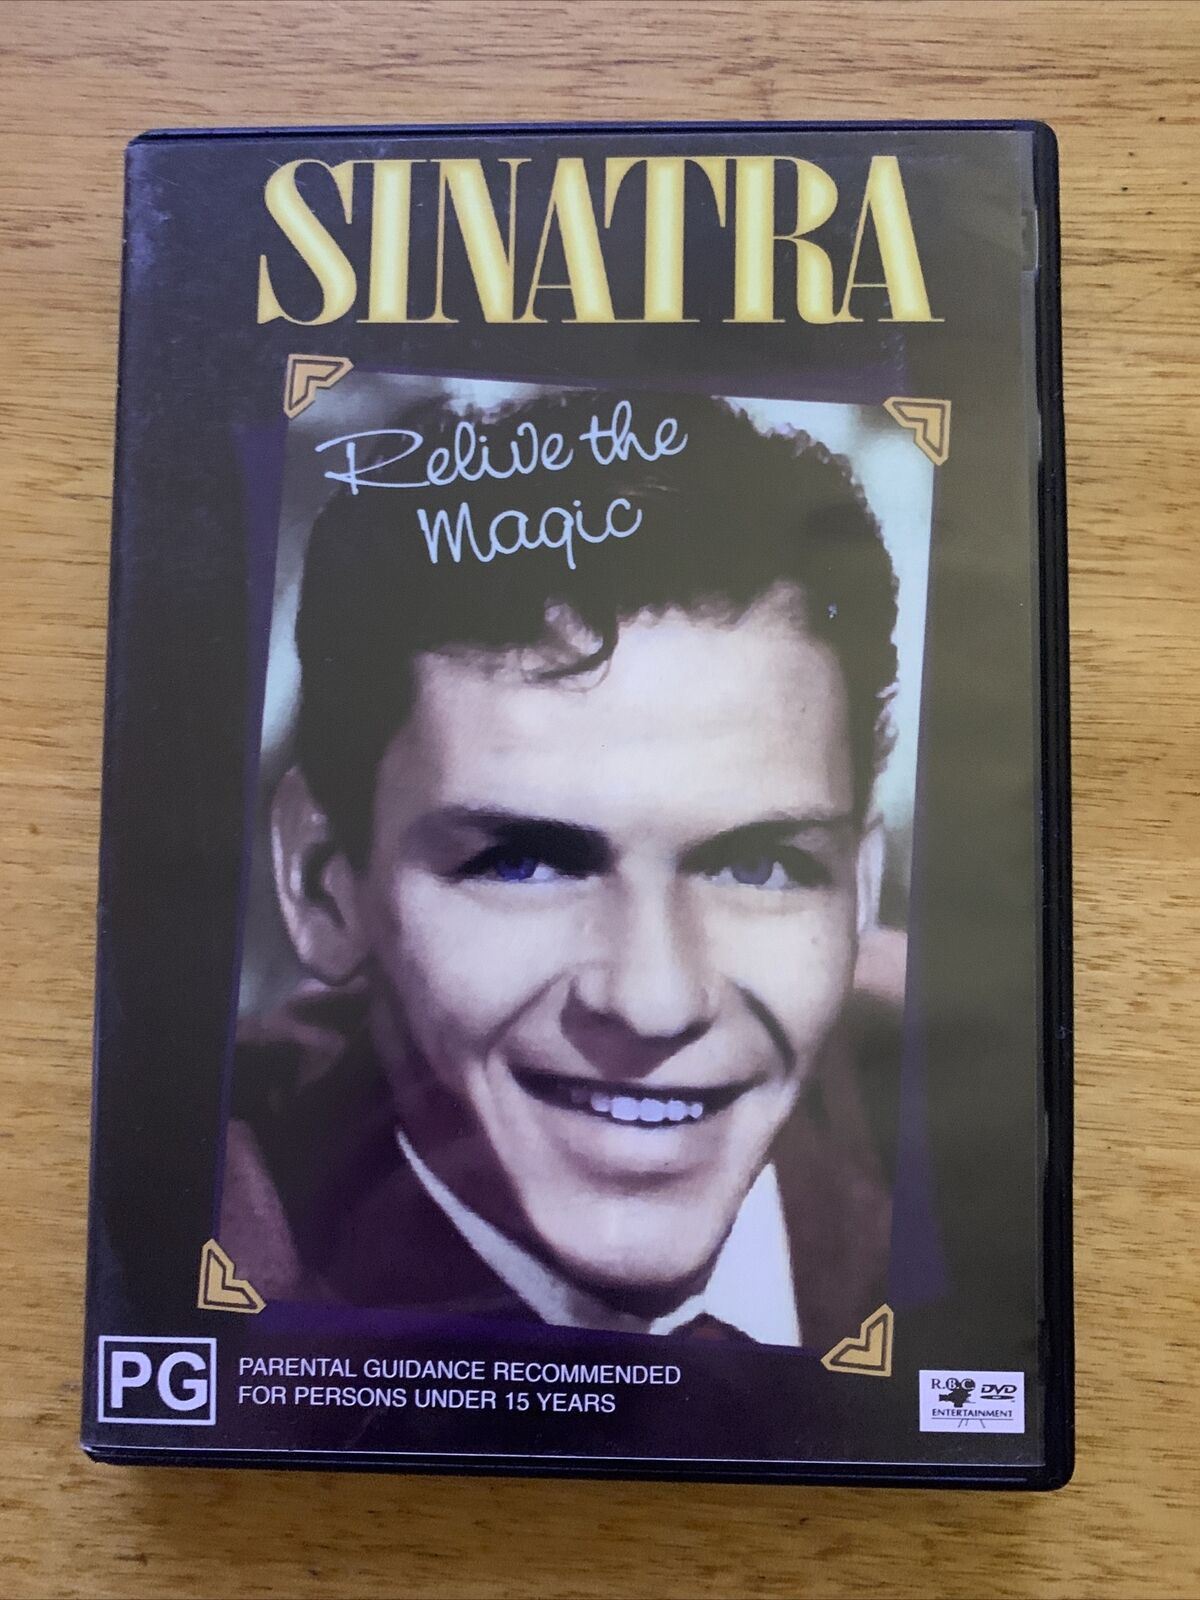 SINATRA
Relive the
Magic
PG
PARENTAL GUIDANCE RECOMMENDED
FOR PERSONS UNDER 15 YEARS
R.B.C.
DVD
ENTERTAINMENT